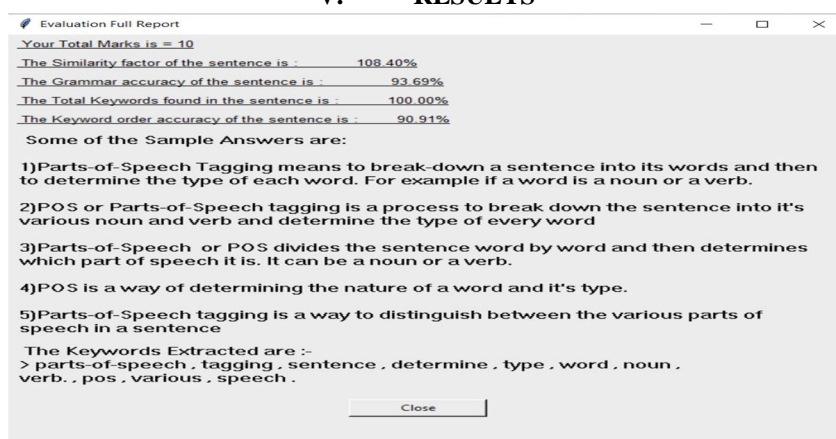 V. RESULTS
Evaluation Full Report
Your Total Marks is = 10
The Similarity factor of the sentence is : 108.40%
The Grammar accuracy of the sentence is : 93.69%
The Total Keywords found in the sentence is : 100.00%
The Keyword order accuracy of the sentence is : 90.91%
Some of the Sample Answers are:
1)Parts-of-Speech Tagging means to break-down a sentence into its words and then
to determine the type of each word. For example if a word is a noun or a verb.
2)POS or Parts-of-Speech tagging is a process to break down the sentence into it's
various noun and verb and determine the type of every word
3)Parts-of-Speech or POS divides the sentence word by word and then determines
which part of speech it is. It can be a noun or a verb.
4)POS is a way of determining the nature of a word and it's type.
5)Parts-of-Speech tagging is a way to distinguish between the various parts of
speech in a sentence
The Keywords Extracted are :-
> parts-of-speech , tagging , sentence , determine , type , word , noun ,
verb. , pos , various , speech .
Close